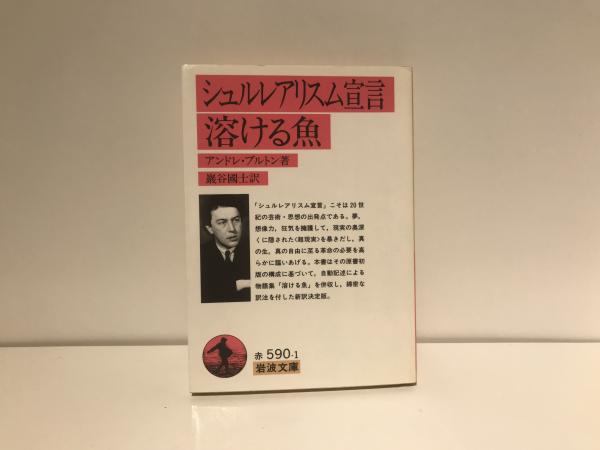 シュルレアリスム宣言
溶ける魚
アンドレ・ブルトン著
巖谷國士訳
「シュルレアリスム宣言」こそは20世
紀の芸術・思想の出発点である。夢，
想像力，狂気を擁護して，現実の奥深
くに隠された〈超現実〉を暴きだし，真
の生，真の自由に至る革命の必要を高
らかに謳いあげる。本書はその原書初
版の構成に基づいて，自動記述による
物語集「溶ける魚」を併収し，綿密な
訳注を付した新訳決定版。
赤 590-1
岩波文庫